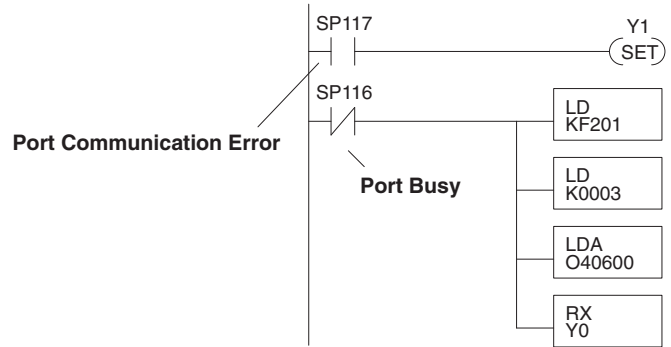 SP117
Y1
SET
SP116
LD
KF201
Port Communication Error
Port Busy
LD
K0003
LDA
O40600
RX
Y0